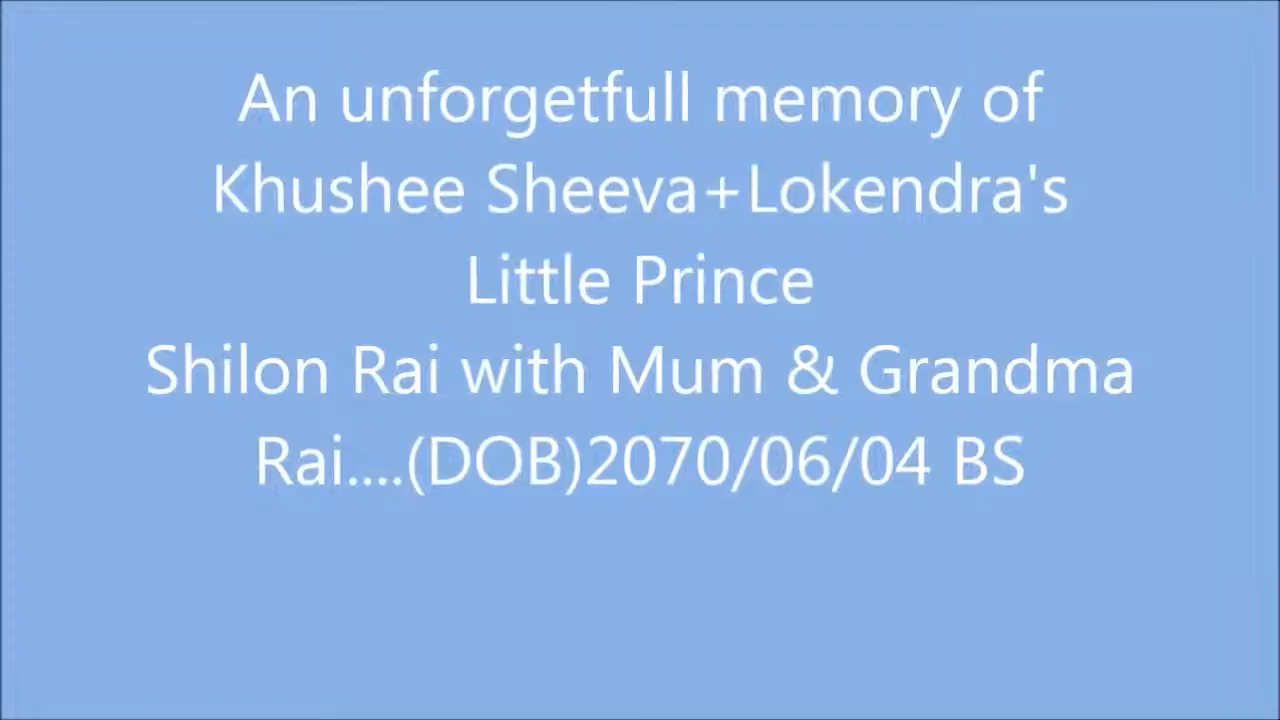 An unforgetfull memory of
Khushee Sheeva+Lokendra's
Little Prince
Shilon Rai with Mum & Grandma
Rai....(DOB)2070/06/04 BS